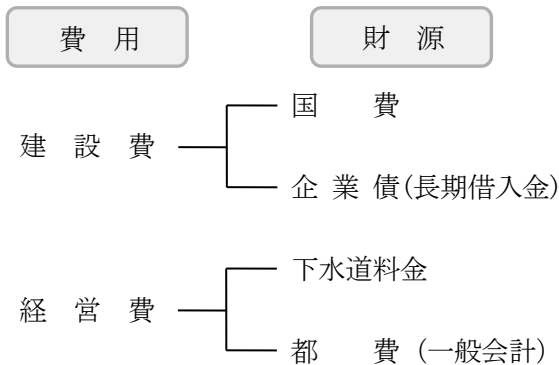 費用 財源
国費
建設費
企業債(長期借入金)
下水道料金
経営費
都費(一般会計)